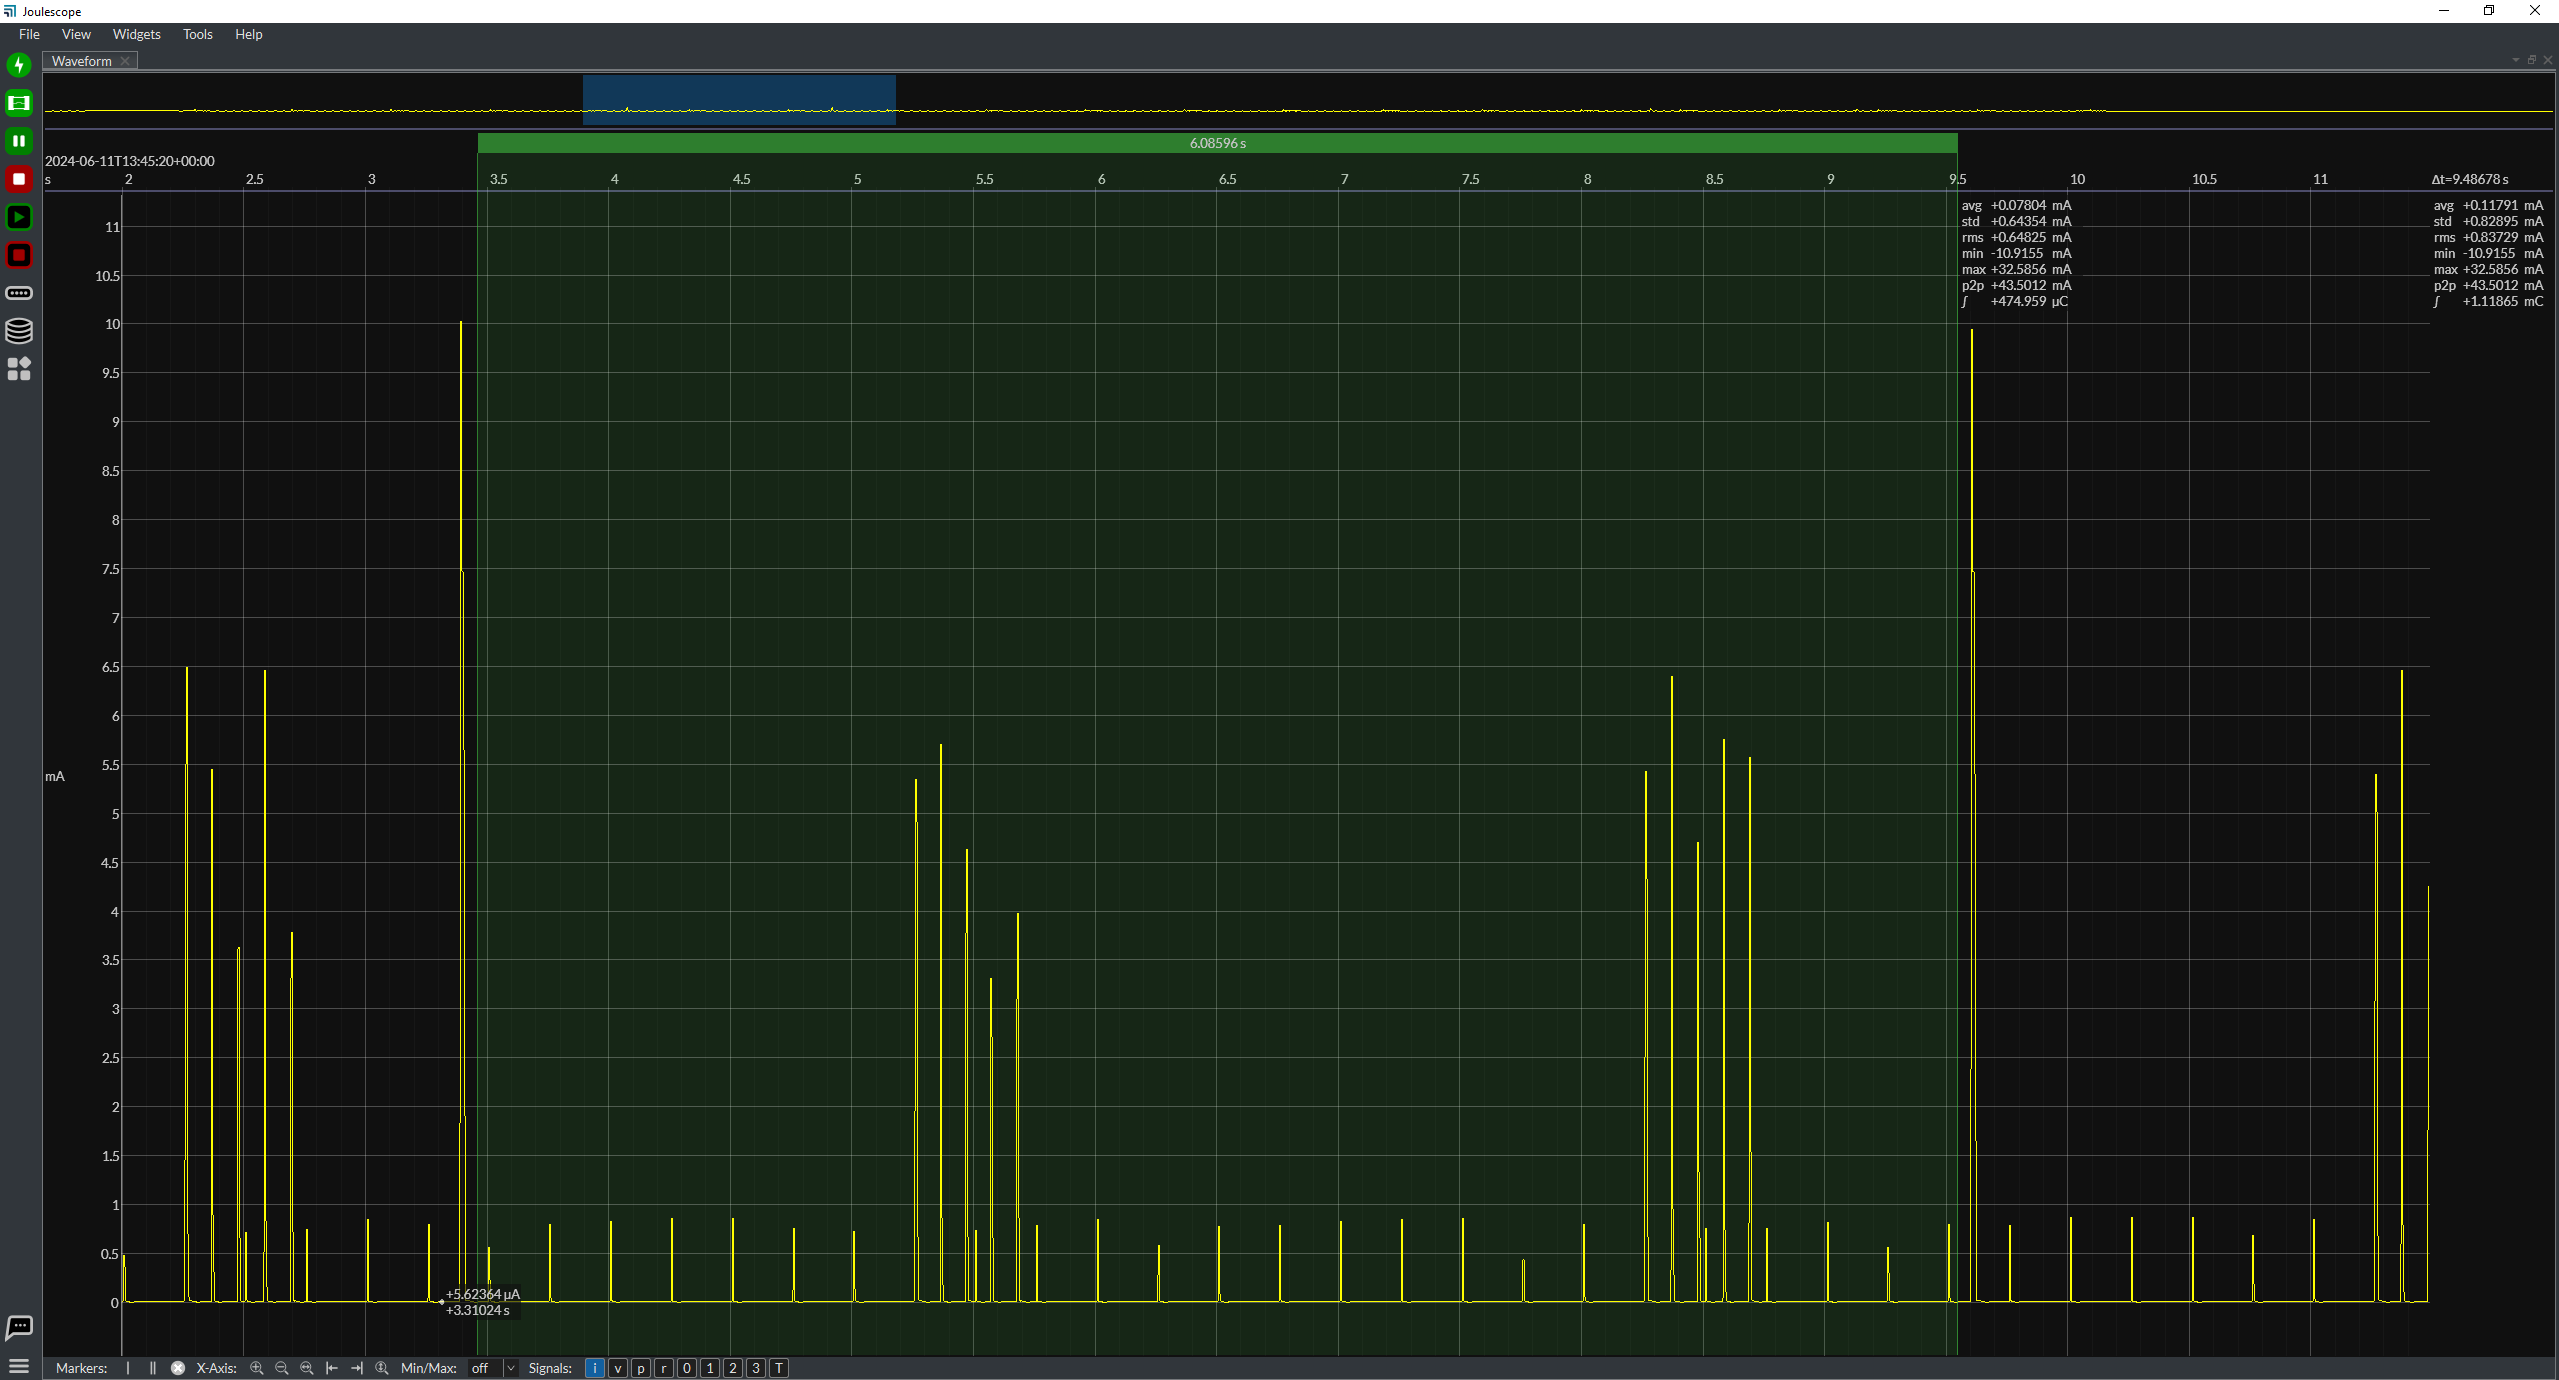 Joulescope
File View Widgets Tools Help
Waveform
6.08596 s
2024-06-11T13:45:20+00:00
s 2 2.5 3 3.5 4 4.5 5 5.5 6 6.5 7 7.5 8 8.5 9 9.5 10 10.5 11 Δt=9.48678 s
avg +0.07804 mA
std +0.64354 mA
rms +0.64825 mA
min -10.9155 mA
max +32.5856 mA
p2p +43.5012 mA
∫ +474.959 µC
avg +0.11791 mA
std +0.82895 mA
rms +0.83729 mA
min -10.9155 mA
max +32.5856 mA
p2p +43.5012 mA
∫ +1.11865 mC
11
10.5
10
9.5
9
8.5
8
7.5
7
6.5
6
5.5
mA
5
4.5
4
3.5
3
2.5
2
1.5
1
0.5
0
+5.62364 µA
+3.31024 s
Markers: X-Axis: Min/Max: off Signals: i v p r 0 1 2 3 T